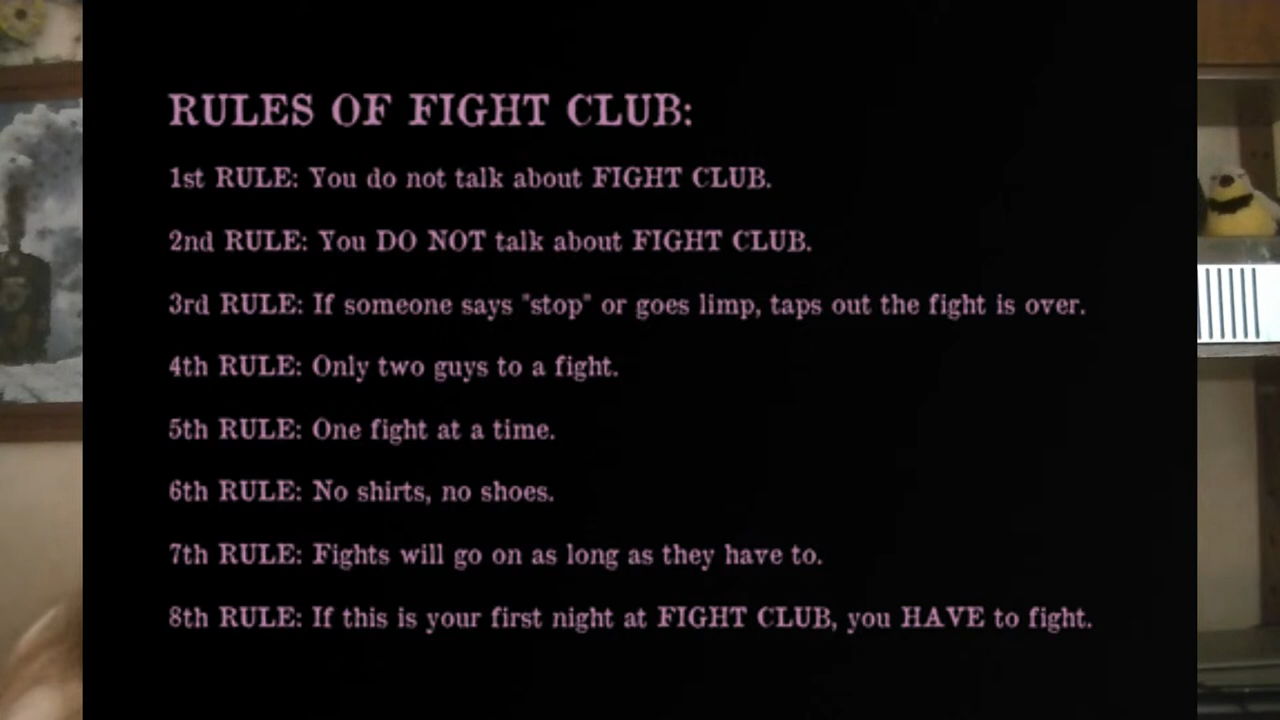 RULES OF FIGHT CLUB:
1st RULE: You do not talk about FIGHT CLUB.
2nd RULE: You DO NOT talk about FIGHT CLUB.
3rd RULE: If someone says "stop" or goes limp, taps out the fight is over.
4th RULE: Only two guys to a fight.
5th RULE: One fight at a time.
6th RULE: No shirts, no shoes.
7th RULE: Fights will go on as long as they have to.
8th RULE: If this is your first night at FIGHT CLUB, you HAVE to fight.